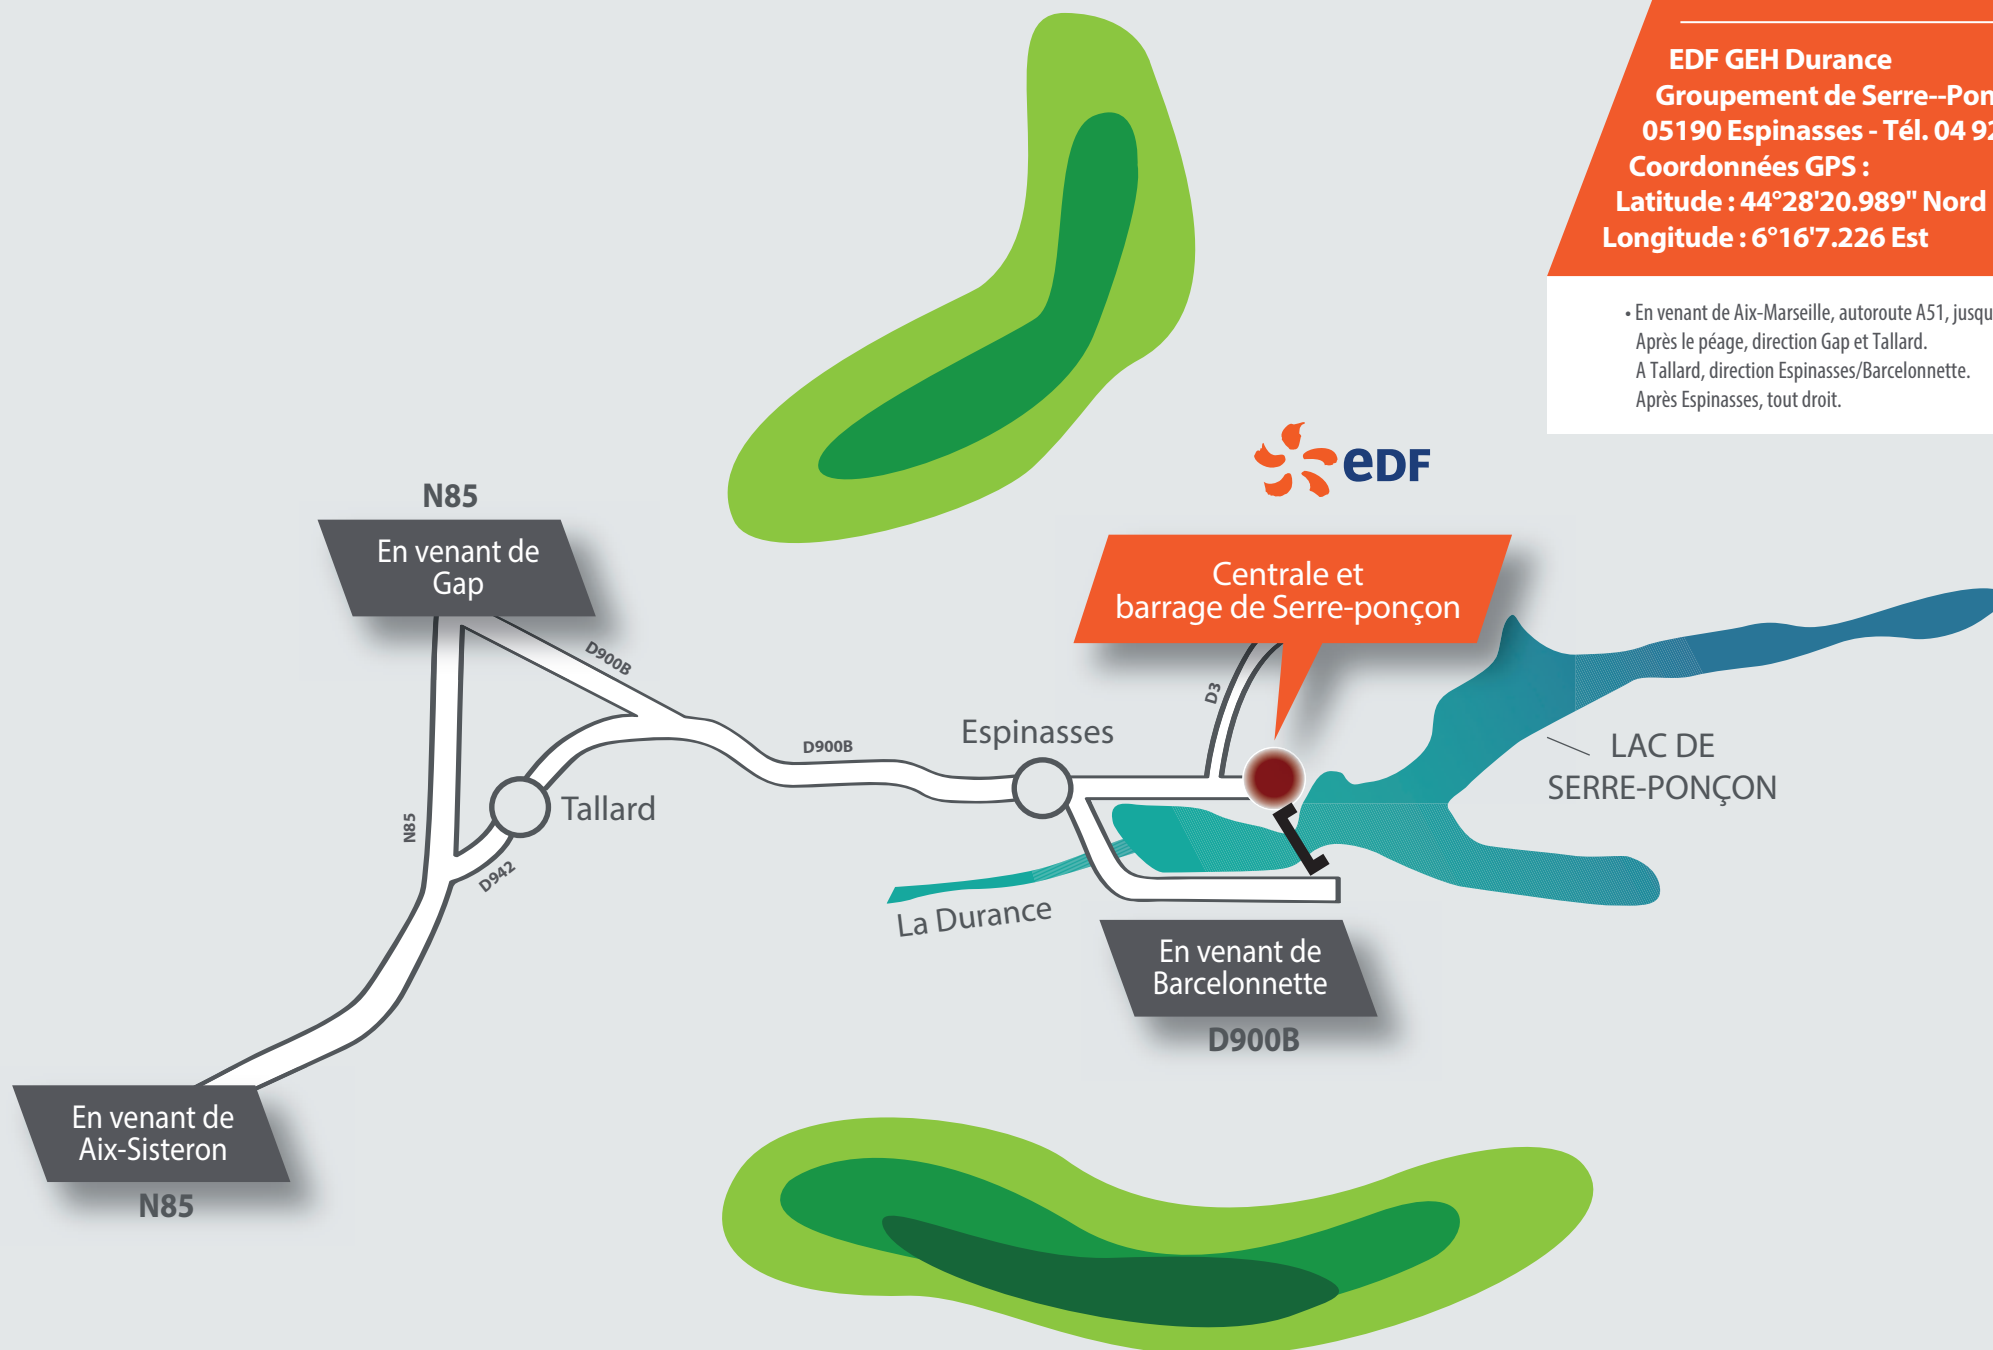 EDF GEH Durance
Groupement de Serre--Pon
05190 Espinasses - Tél. 04 92
Coordonnées GPS :
Latitude : 44°28'20.989" Nord
Longitude : 6°16'7.226 Est
• En venant de Aix-Marseille, autoroute A51, jusqu
Après le péage, direction Gap et Tallard.
A Tallard, direction Espinasses/Barcelonnette.
Après Espinasses, tout droit.
eDF
N85
En venant de
Gap
Centrale et
barrage de Serre-ponçon
D900B
D3
Espinasses
D900B
LAC DE
SERRE-PONÇON
Tallard
N85
D942
La Durance
En venant de
Barcelonnette
D900B
En venant de
Aix-Sisteron
N85